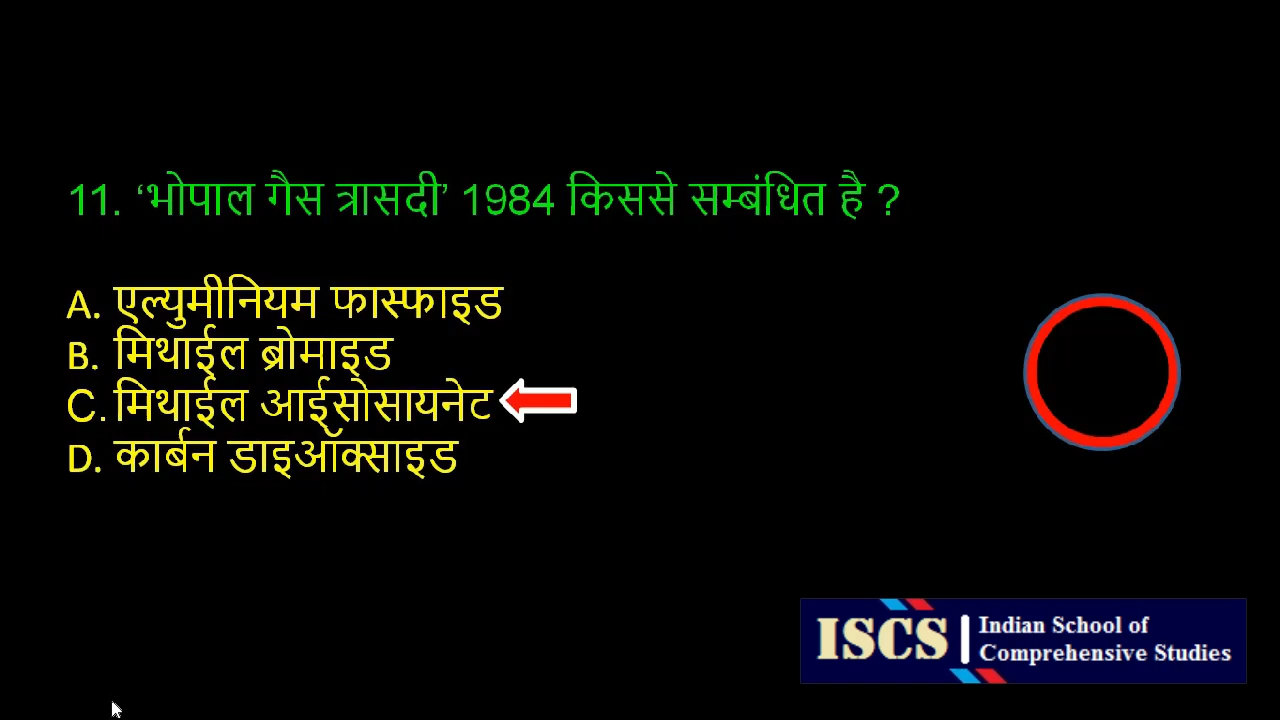 11. ‘भोपाल गैस त्रासदी’ 1984 किससे सम्बंधित है ?
A. एल्युमीनियम फास्फाइड
B. मिथाईल ब्रोमाइड
C. मिथाईल आईसोसायनेट
D. कार्बन डाइऑक्साइड
ISCS
Indian School of
Comprehensive Studies